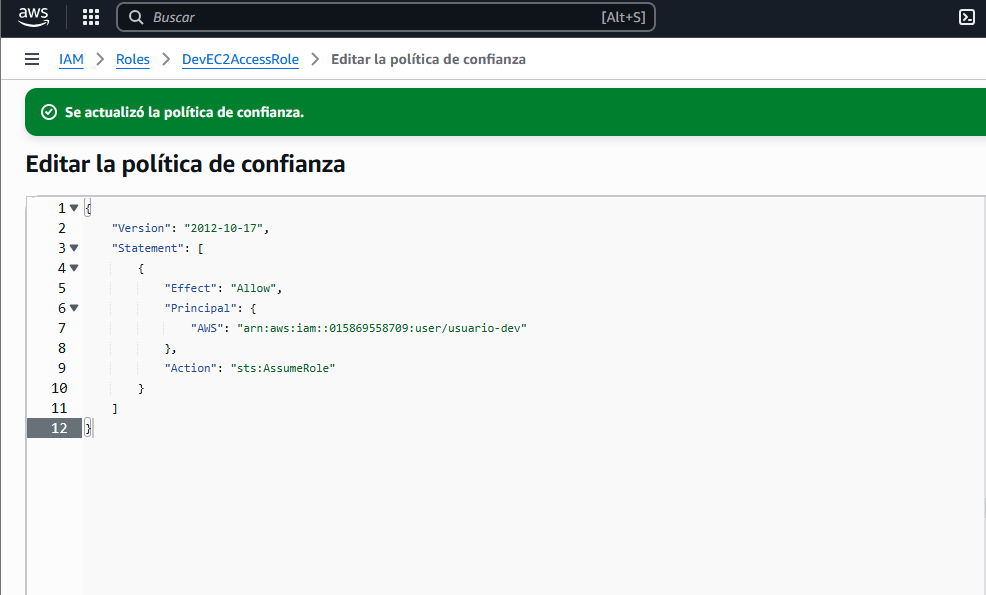 aws
Buscar [Alt+S]
IAM > Roles > DevEC2AccessRole > Editar la política de confianza
Se actualizó la política de confianza.
Editar la política de confianza
1 {
2 "Version": "2012-10-17",
3 "Statement": [
4 {
5 "Effect": "Allow",
6 "Principal": {
7 "AWS": "arn:aws:iam::015869558709:user/usuario-dev"
8 },
9 "Action": "sts:AssumeRole"
10 }
11 ]
12 }